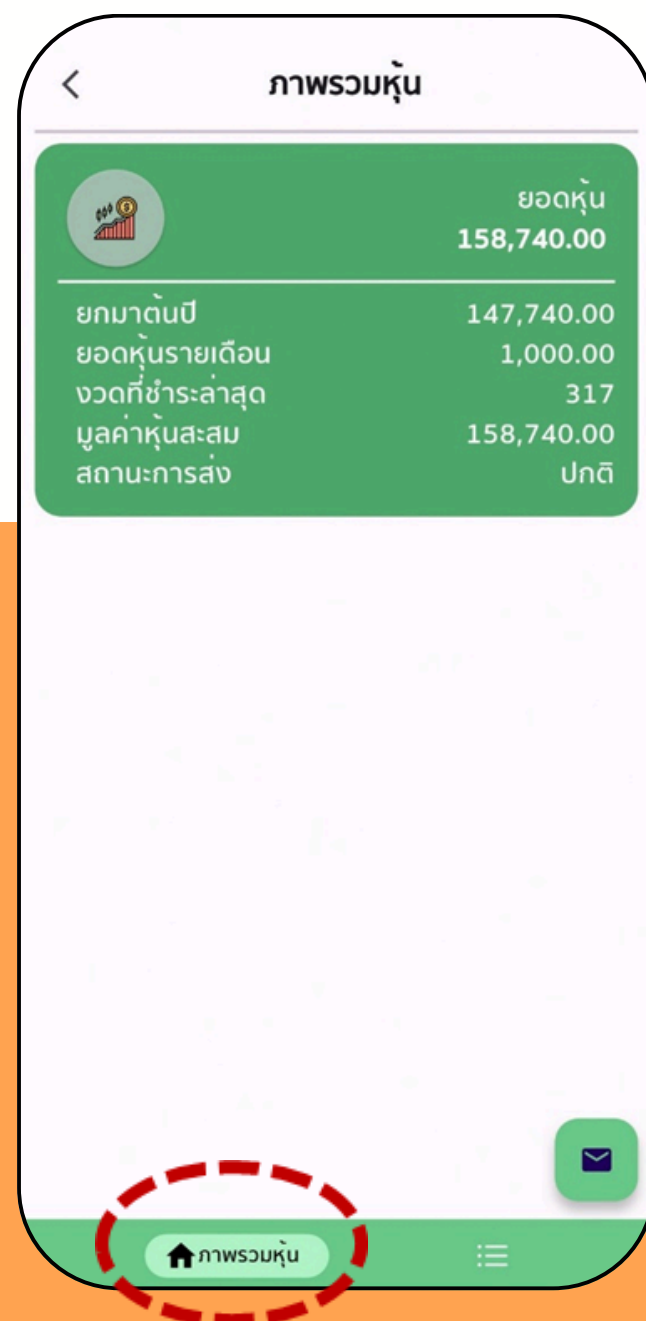 ภาพรวมหุ้น
ยอดหุ้น
158,740.00
ยกมาต้นปี 147,740.00
ยอดหุ้นรายเดือน 1,000.00
งวดที่ชำระล่าสุด 317
มูลค่าหุ้นสะสม 158,740.00
สถานะการส่ง ปกติ
ภาพรวมหุ้น